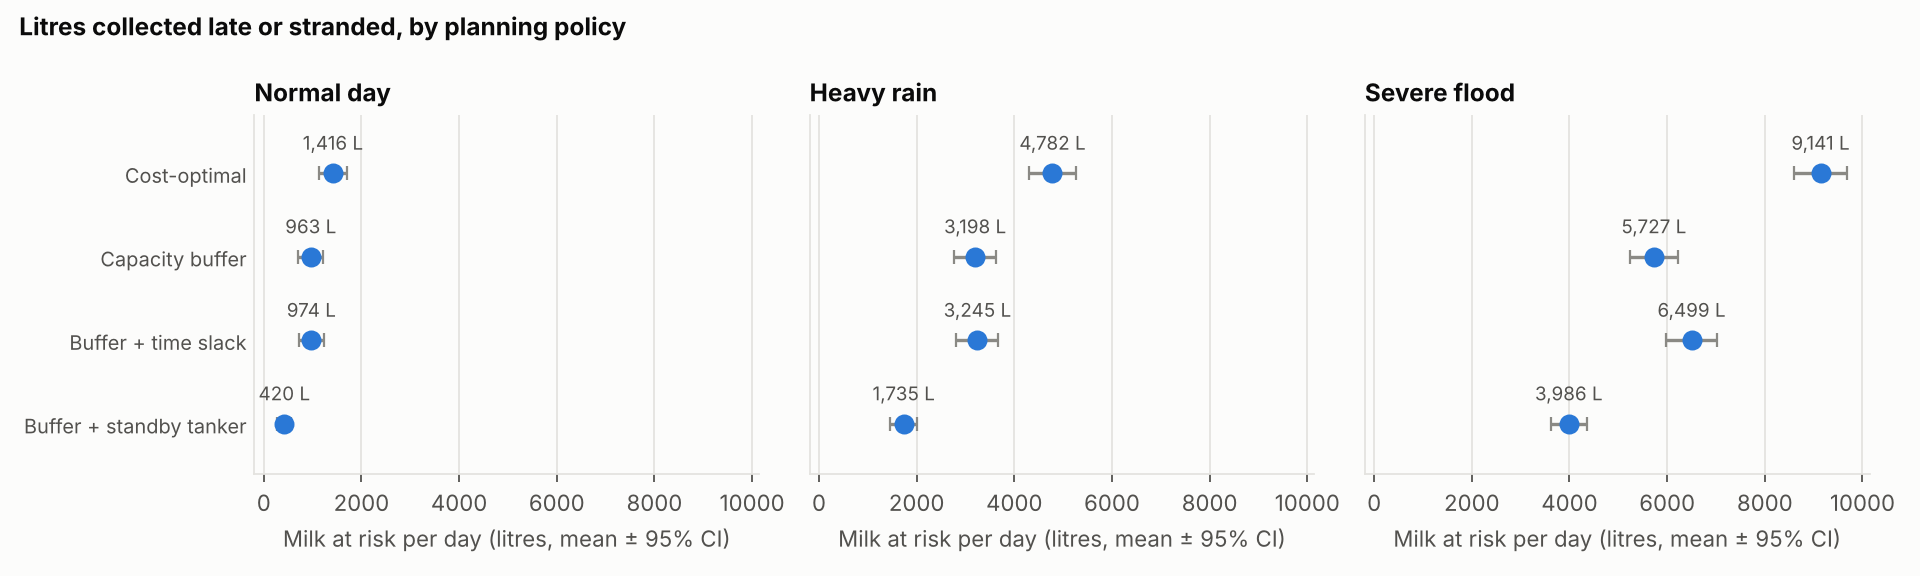 Litres collected late or stranded, by planning policy
Normal day
Heavy rain
Severe flood
Cost-optimal
Capacity buffer
Buffer + time slack
Buffer + standby tanker
1,416 L
963 L
974 L
420 L
0 2000 4000 6000 8000 10000
Milk at risk per day (litres, mean ± 95% CI)
4,782 L
3,198 L
3,245 L
1,735 L
0 2000 4000 6000 8000 10000
Milk at risk per day (litres, mean ± 95% CI)
9,141 L
5,727 L
6,499 L
3,986 L
0 2000 4000 6000 8000 10000
Milk at risk per day (litres, mean ± 95% CI)